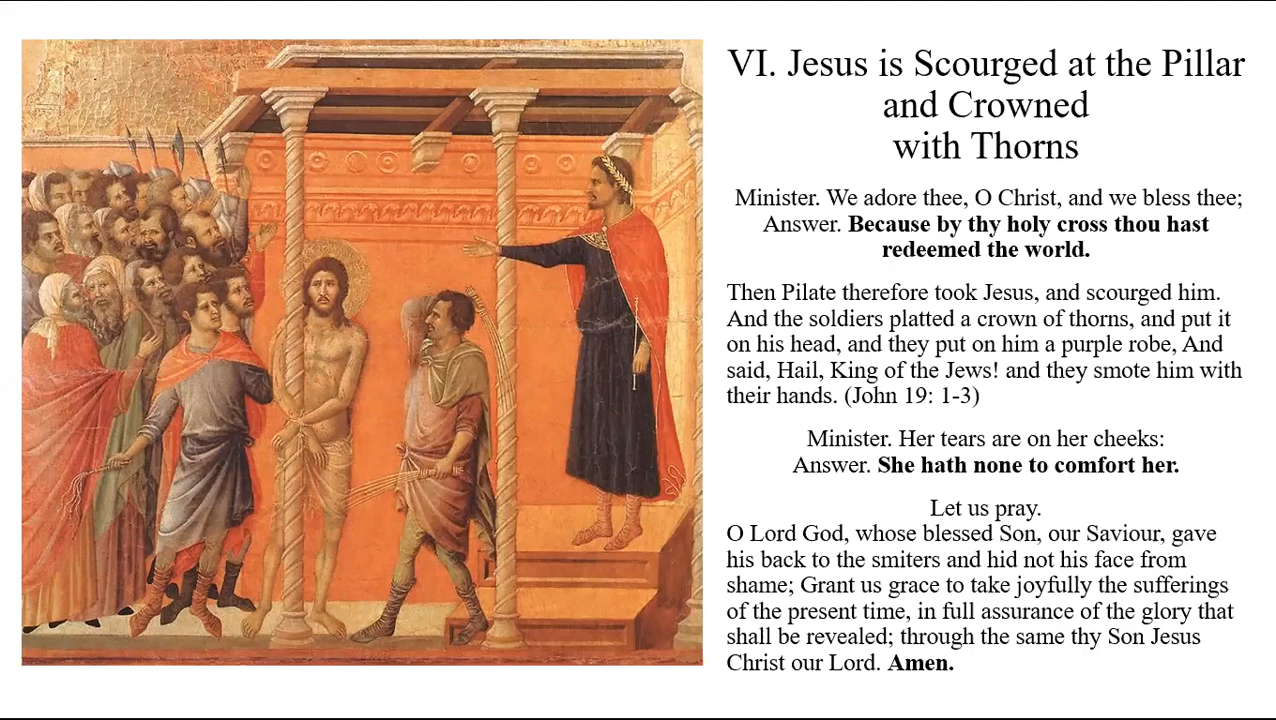 VI. Jesus is Scourged at the Pillar
and Crowned
with Thorns
Minister. We adore thee, O Christ, and we bless thee;
Answer. Because by thy holy cross thou hast
redeemed the world.
Then Pilate therefore took Jesus, and scourged him.
And the soldiers platted a crown of thorns, and put it
on his head, and they put on him a purple robe, And
said, Hail, King of the Jews! and they smote him with
their hands. (John 19: 1-3)
Minister. Her tears are on her cheeks:
Answer. She hath none to comfort her.
Let us pray.
O Lord God, whose blessed Son, our Saviour, gave
his back to the smiters and hid not his face from
shame; Grant us grace to take joyfully the sufferings
of the present time, in full assurance of the glory that
shall be revealed; through the same thy Son Jesus
Christ our Lord. Amen.